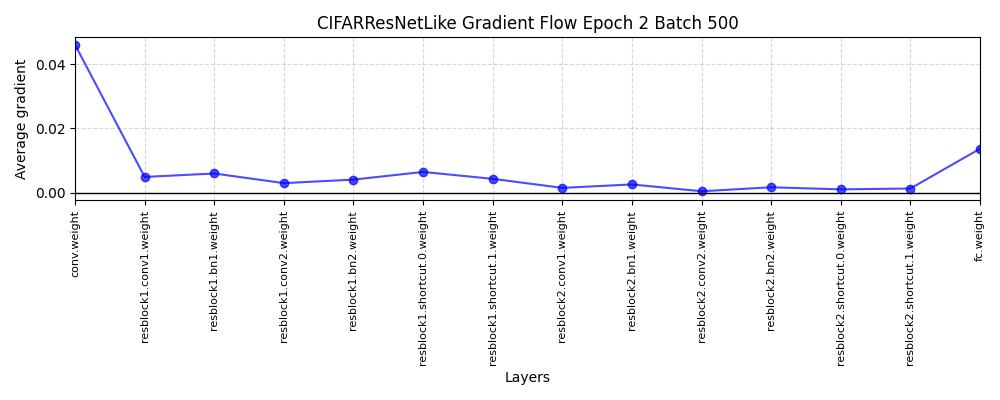 CIFARResNetLike Gradient Flow Epoch 2 Batch 500
Average gradient
0.04
0.02
0.00
conv.weight
resblock1.conv1.weight
resblock1.bn1.weight
resblock1.conv2.weight
resblock1.bn2.weight
resblock1.shortcut.0.weight
resblock1.shortcut.1.weight
resblock2.conv1.weight
resblock2.bn1.weight
resblock2.conv2.weight
resblock2.bn2.weight
resblock2.shortcut.0.weight
resblock2.shortcut.1.weight
fc.weight
Layers